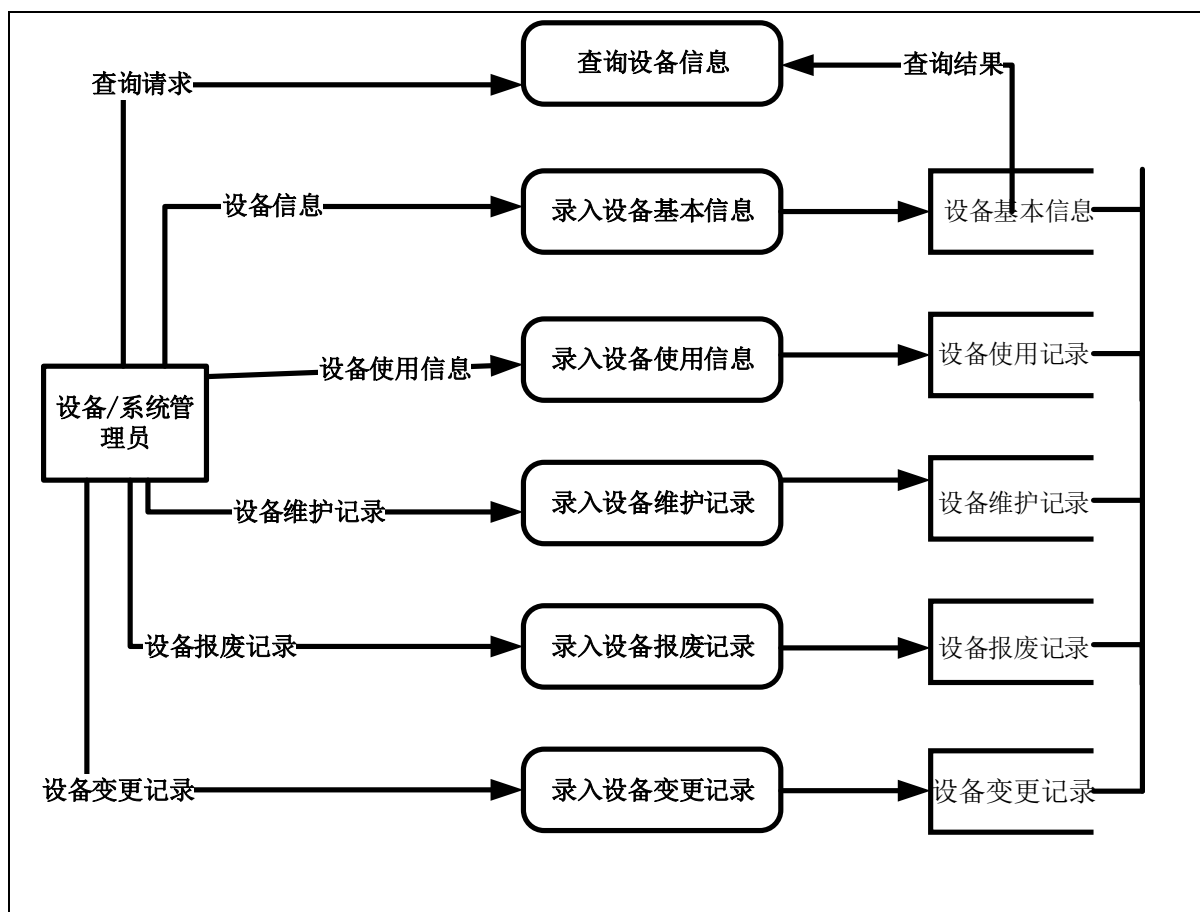 查询请求
查询设备信息
查询结果
设备信息
录入设备基本信息
设备基本信息
设备使用信息
录入设备使用信息
设备使用记录
设备/系统管
理员
设备维护记录
录入设备维护记录
设备维护记录
设备报废记录
录入设备报废记录
设备报废记录
设备变更记录
录入设备变更记录
设备变更记录